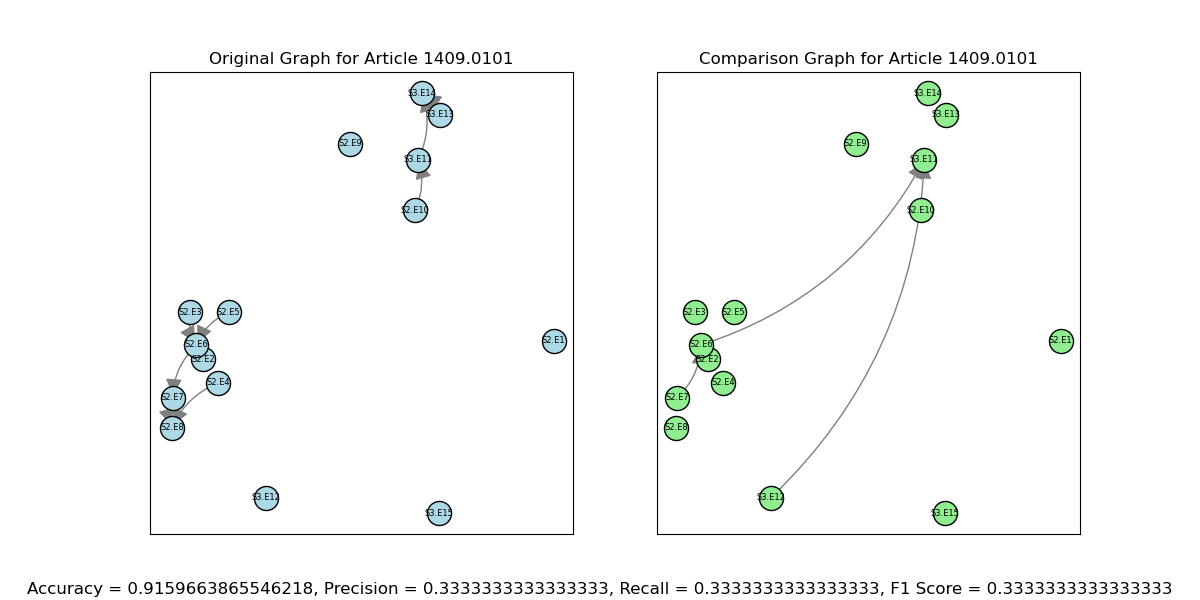 Original Graph for Article 1409.0101
Comparison Graph for Article 1409.0101
S3.E14
S3.E13
S2.E9
S3.E11
S2.E10
S2.E3
S2.E5
S2.E6
S2.E2
S2.E1
S2.E4
S2.E7
S2.E8
S3.E12
S3.E15
S3.E14
S3.E13
S2.E9
S3.E11
S2.E10
S2.E3
S2.E5
S2.E6
S2.E2
S2.E1
S2.E4
S2.E7
S2.E8
S3.E12
S3.E15
Accuracy = 0.9159663865546218, Precision = 0.3333333333333333, Recall = 0.3333333333333333, F1 Score = 0.3333333333333333